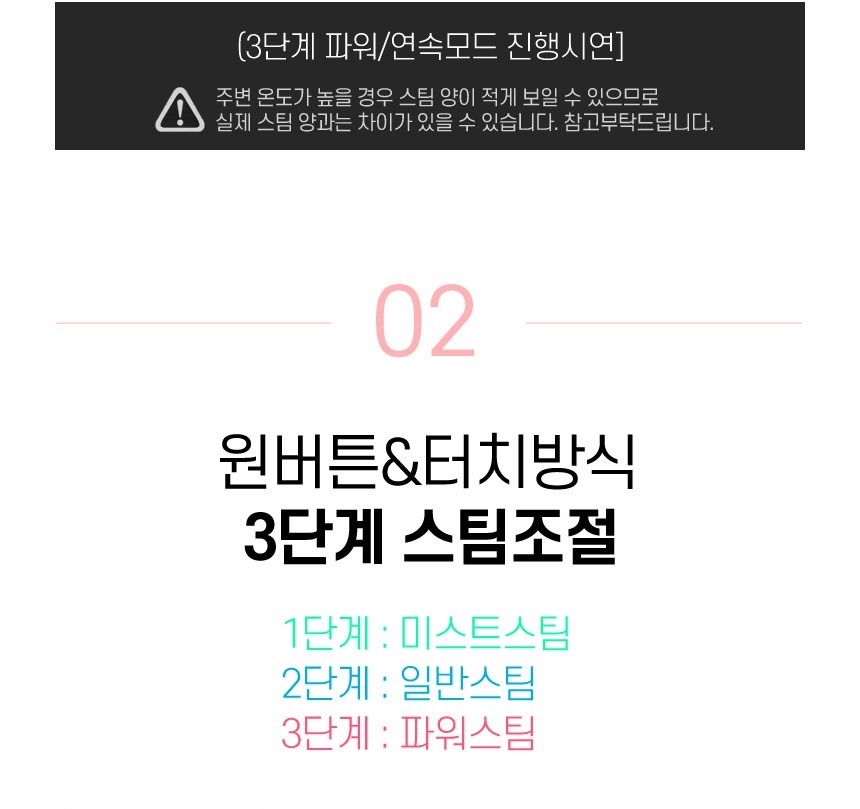 (3단계 파워/연속모드 진행시연]
주변 온도가 높을 경우 스팀 양이 적게 보일 수 있으므로
실제 스팀 양과는 차이가 있을 수 있습니다. 참고부탁드립니다.
02
원버튼&터치방식
3단계 스팀조절
1단계 : 미스트스팀
2단계 : 일반스팀
3단계 : 파워스팀